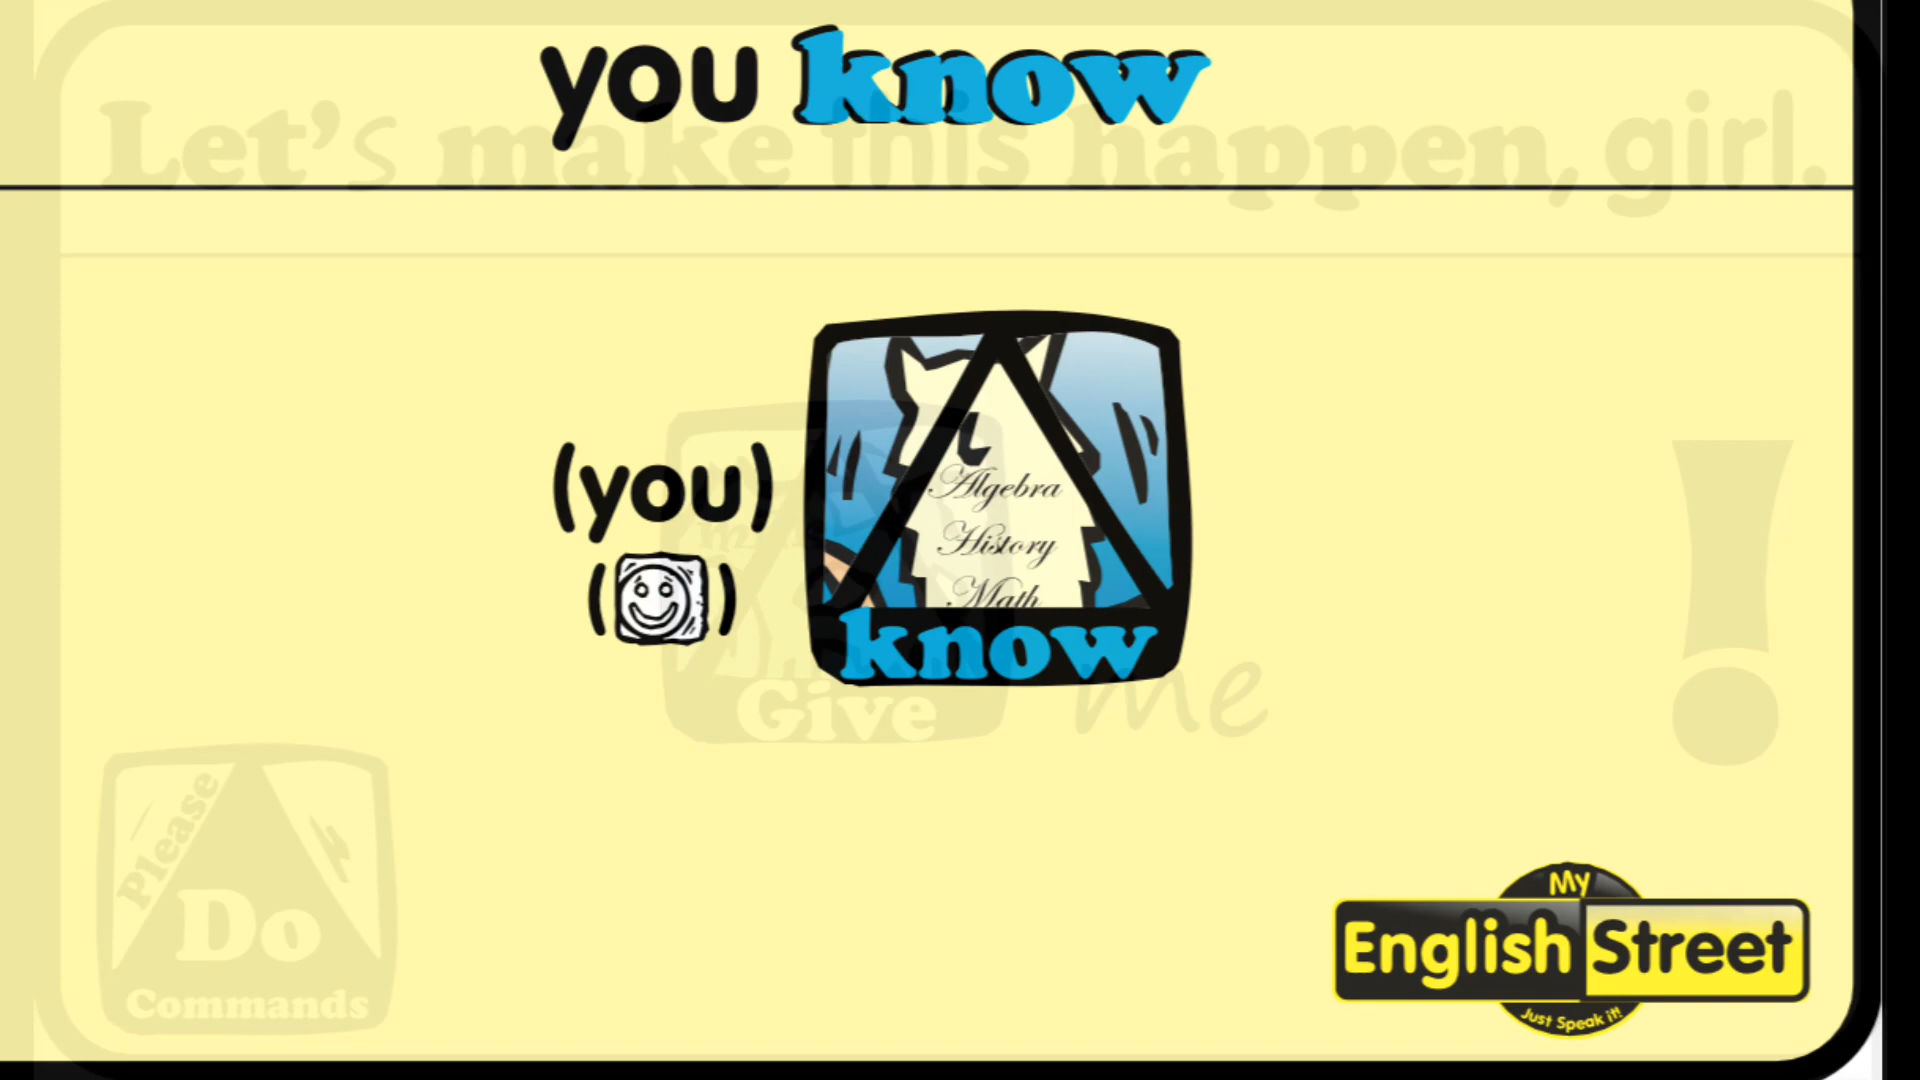 you know
Let's make this happen, girl.
(you)
Algebra
History
Math
know
Give me
!
Please
Do
Commands
My
English Street
Just Speak it!